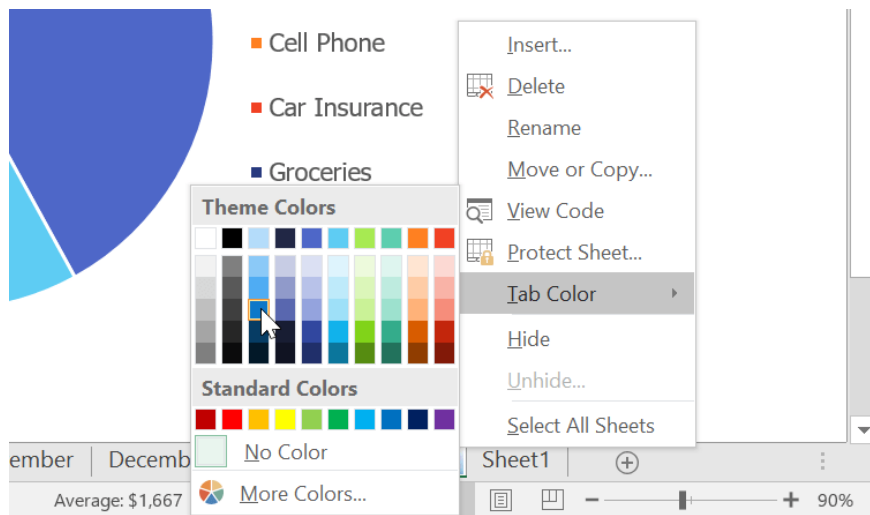 Cell Phone
Car Insurance
Groceries
Insert...
Delete
Rename
Move or Copy...
View Code
Protect Sheet...
Tab Color
Hide
Unhide...
Select All Sheets
Theme Colors
Standard Colors
No Color
More Colors...
ember
Decemb
Sheet1
Average: $1,667
90%